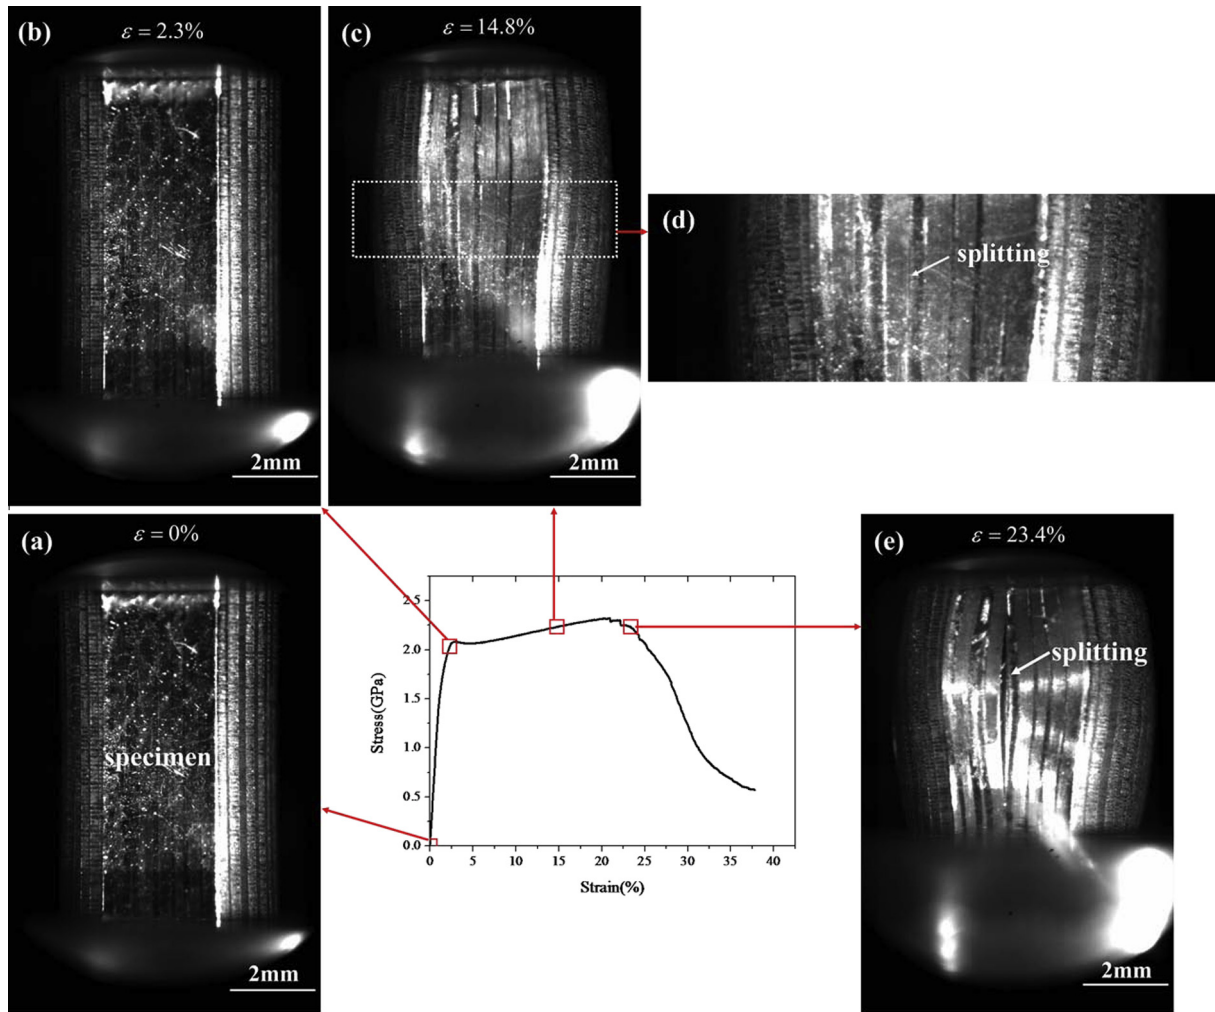 (b)
ε = 2.3%
2mm
(c)
ε = 14.8%
(d)
splitting
(a)
ε = 0%
specimen
2mm
2.5
2.0
1.5
1.0
0.5
0.0
Stress(GPa)
0 5 10 15 20 25 30 35 40
Strain(%)
(e)
ε = 23.4%
splitting
2mm